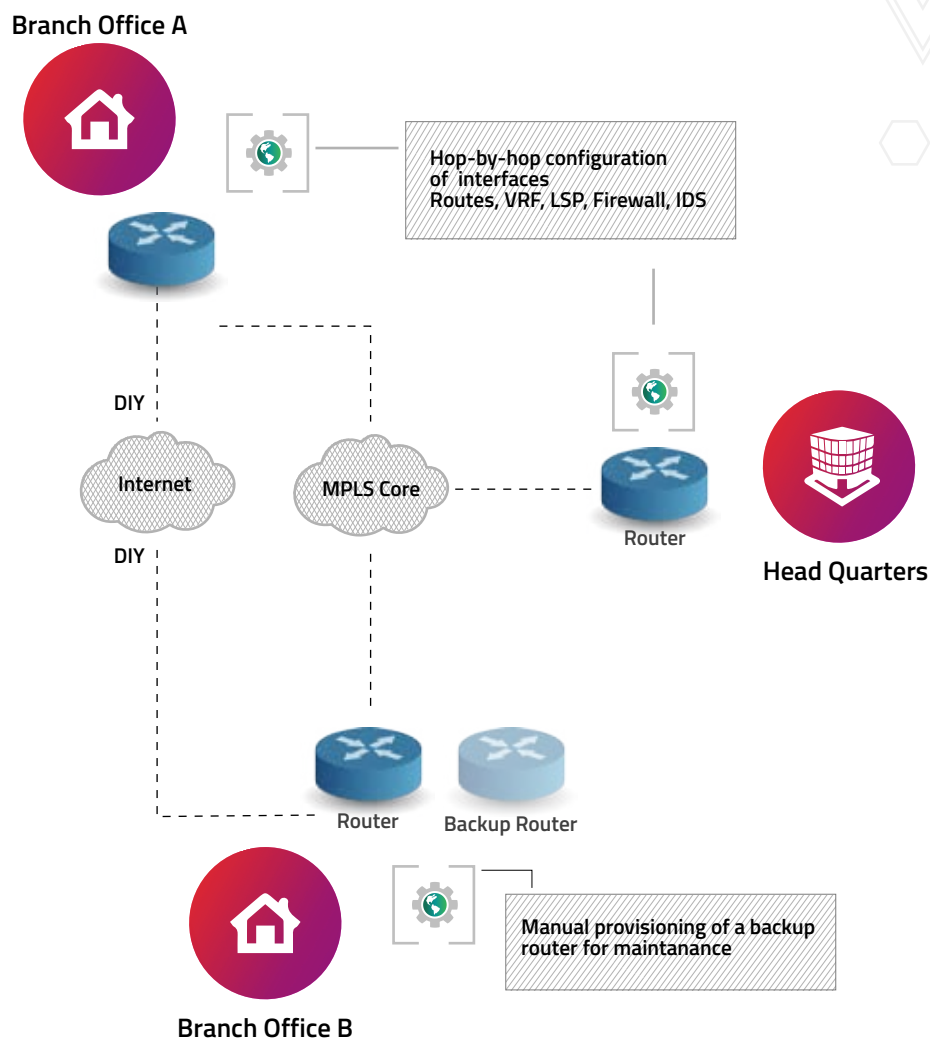 Branch Office A
Hop-by-hop configuration
of interfaces
Routes, VRF, LSP, Firewall, IDS
DIY
Internet
MPLS Core
DIY
Router
Head Quarters
Router
Backup Router
Manual provisioning of a backup
router for maintanance
Branch Office B